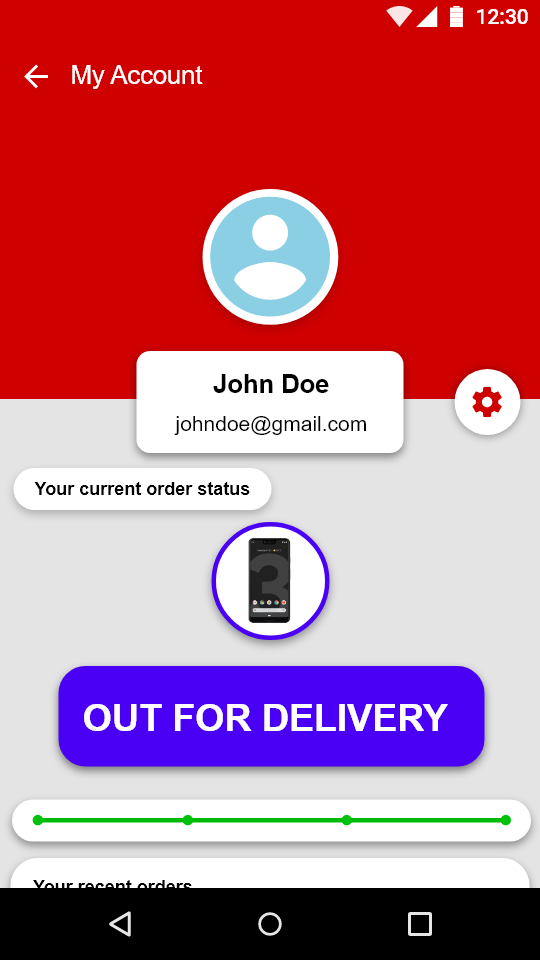 12:30
My Account
John Doe
johndoe@gmail.com
Your current order status
3
OUT FOR DELIVERY
Your recent orders